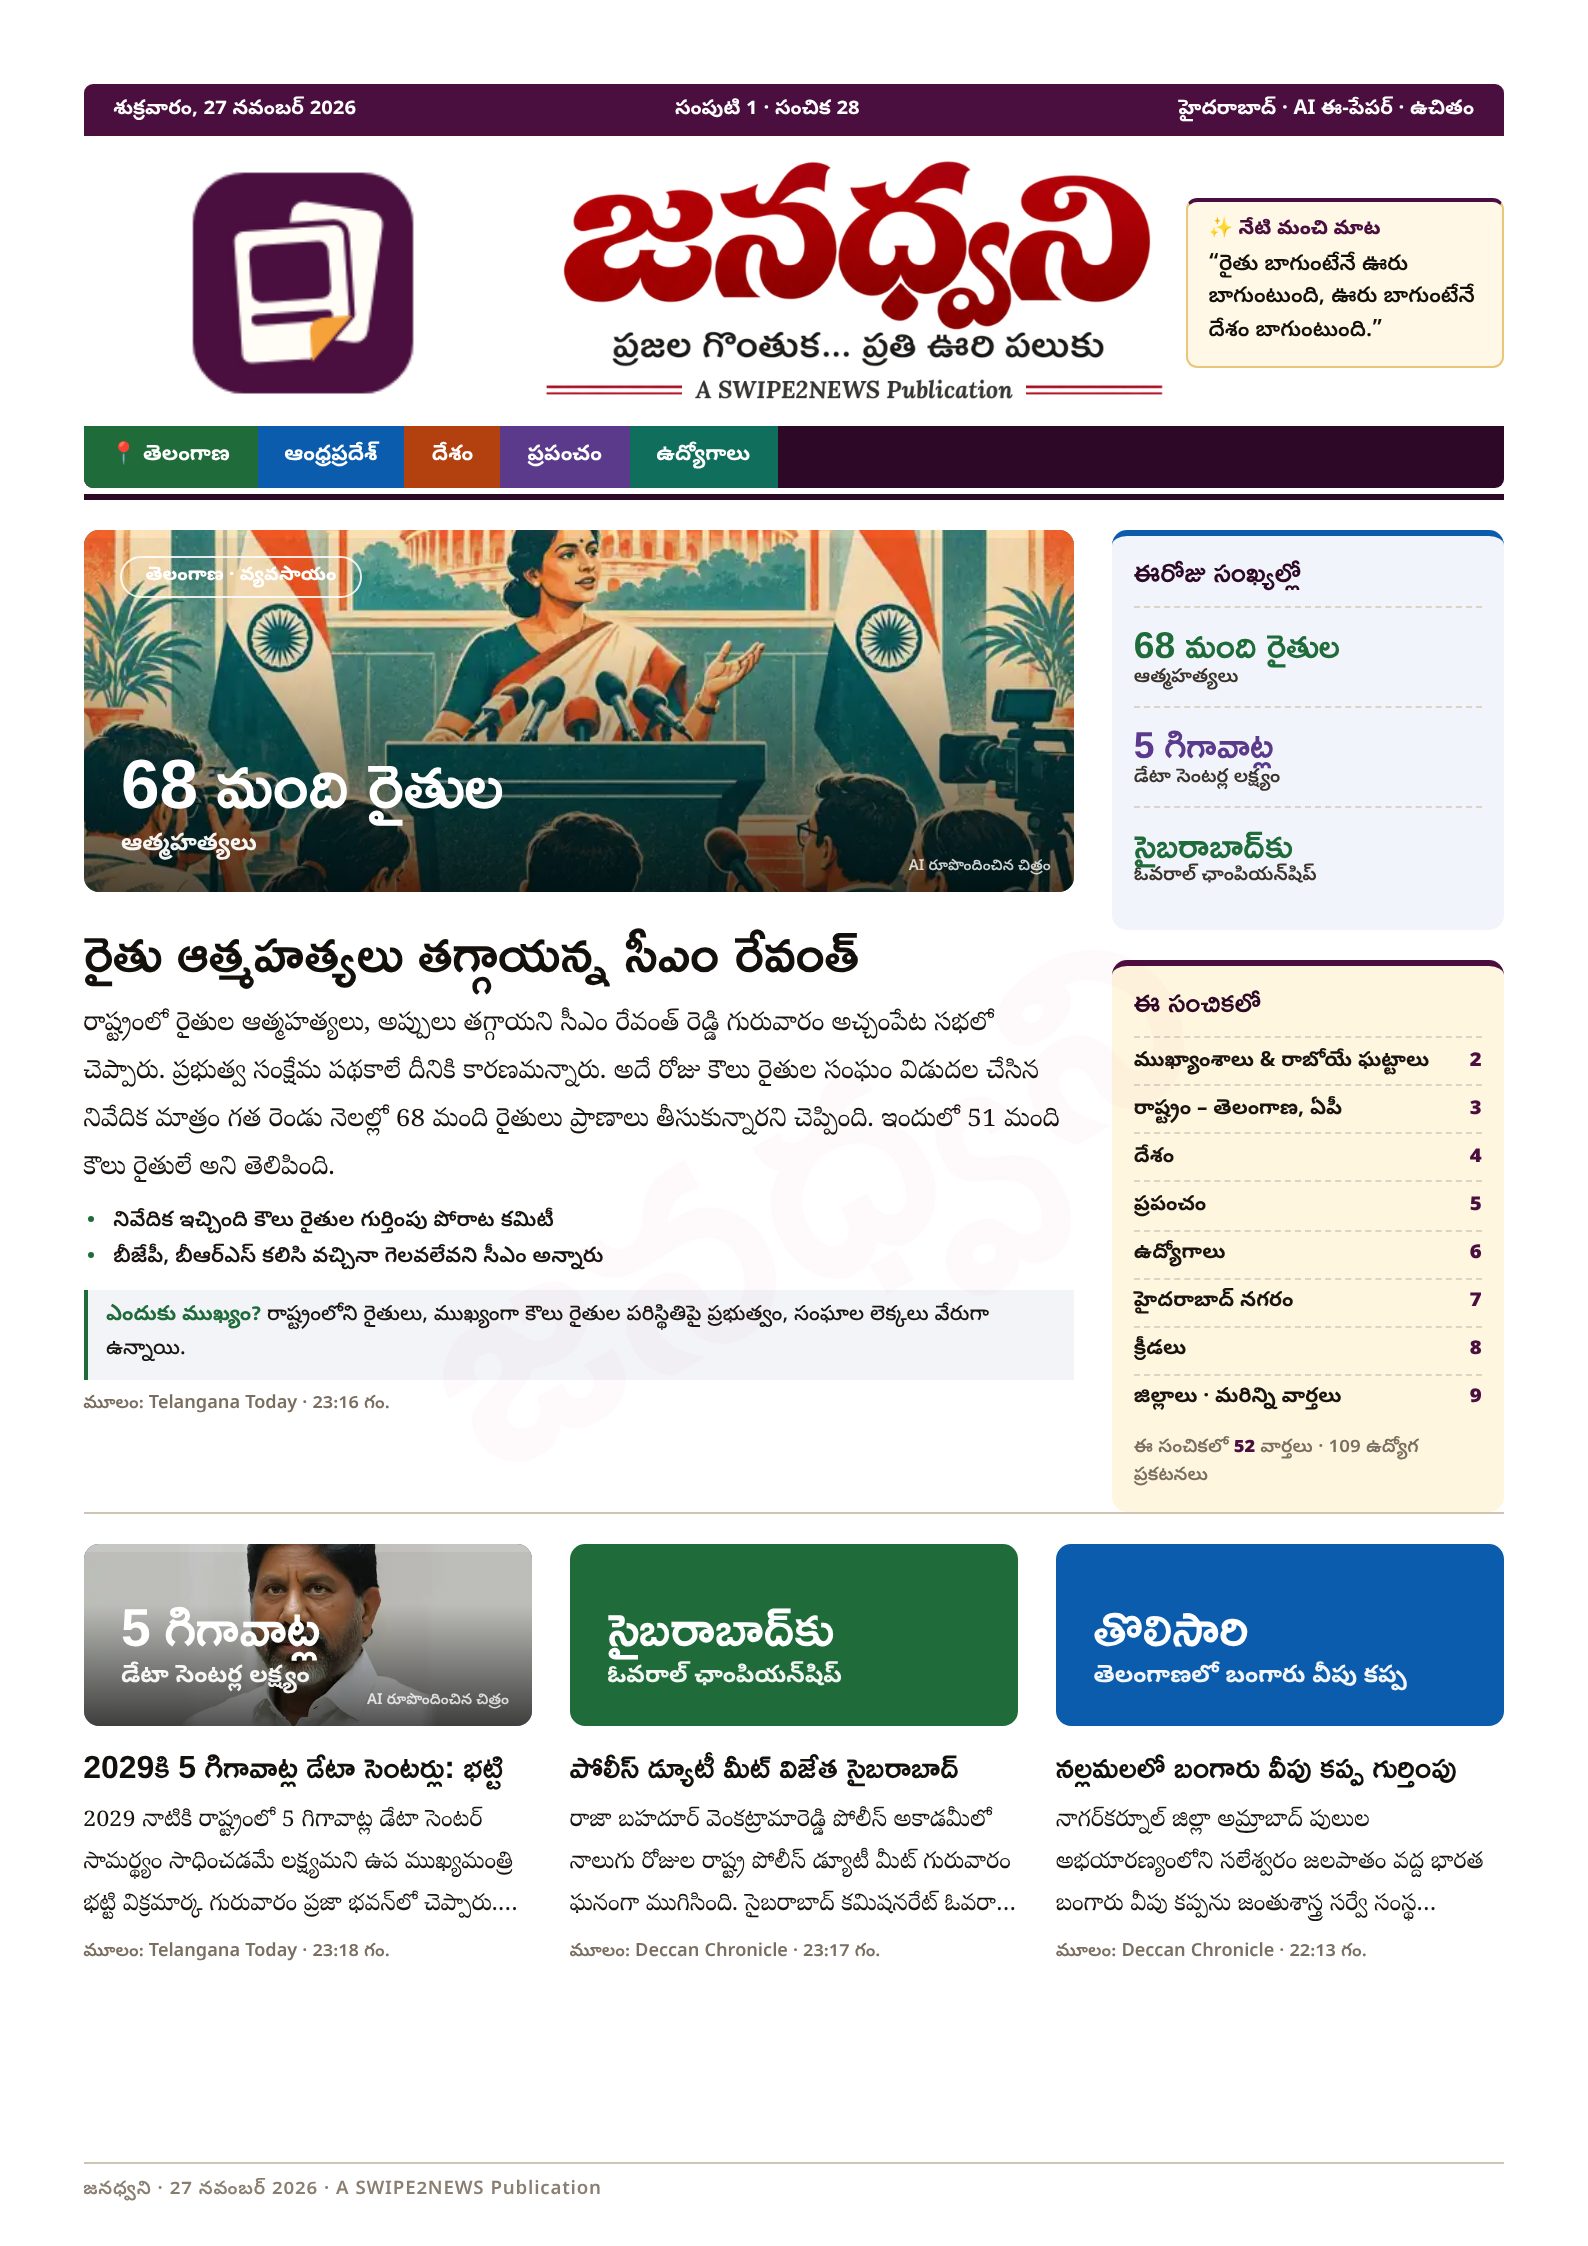 శుక్రవారం, 27 నవంబర్ 2026
సంపుటి 1 · సంచిక 28
హైదరాబాద్ · AI ఈ-పేపర్ · ఉచితం
జనధ్వని
ప్రజల గొంతుక... ప్రతి ఊరి పలుకు
A SWIPE2NEWS Publication
✨ నేటి మంచి మాట
“రైతు బాగుంటేనే ఊరు
బాగుంటుంది, ఊరు బాగుంటేనే
దేశం బాగుంటుంది.”
📍 తెలంగాణ
ఆంధ్రప్రదేశ్
దేశం
ప్రపంచం
ఉద్యోగాలు
తెలంగాణ · వ్యవసాయం
68 మంది రైతుల
ఆత్మహత్యలు
AI రూపొందించిన చిత్రం
రైతు ఆత్మహత్యలు తగ్గాయన్న సీఎం రేవంత్
రాష్ట్రంలో రైతుల ఆత్మహత్యలు, అప్పులు తగ్గాయని సీఎం రేవంత్ రెడ్డి గురువారం అచ్చంపేట సభలో
చెప్పారు. ప్రభుత్వ సంక్షేమ పథకాలే దీనికి కారణమన్నారు. అదే రోజు కౌలు రైతుల సంఘం విడుదల చేసిన
నివేదిక మాత్రం గత రెండు నెలల్లో 68 మంది రైతులు ప్రాణాలు తీసుకున్నారని చెప్పింది. ఇందులో 51 మంది
కౌలు రైతులే అని తెలిపింది.
• నివేదిక ఇచ్చింది కౌలు రైతుల గుర్తింపు పోరాట కమిటీ
• బీజేపీ, బీఆర్ఎస్ కలిసి వచ్చినా గెలవలేవని సీఎం అన్నారు
ఎందుకు ముఖ్యం? రాష్ట్రంలోని రైతులు, ముఖ్యంగా కౌలు రైతుల పరిస్థితిపై ప్రభుత్వం, సంఘాల లెక్కలు వేరుగా
ఉన్నాయి.
మూలం: Telangana Today · 23:16 గం.
ఈరోజు సంఖ్యల్లో
68 మంది రైతుల
ఆత్మహత్యలు
5 గిగావాట్ల
డేటా సెంటర్ల లక్ష్యం
సైబరాబాద్‌కు
ఓవరాల్ ఛాంపియన్‌షిప్
ఈ సంచికలో
ముఖ్యాంశాలు & రాబోయే ఘట్టాలు 2
రాష్ట్రం – తెలంగాణ, ఏపీ 3
దేశం 4
ప్రపంచం 5
ఉద్యోగాలు 6
హైదరాబాద్ నగరం 7
క్రీడలు 8
జిల్లాలు · మరిన్ని వార్తలు 9
ఈ సంచికలో 52 వార్తలు · 109 ఉద్యోగ
ప్రకటనలు
5 గిగావాట్ల
డేటా సెంటర్ల లక్ష్యం
AI రూపొందించిన చిత్రం
2029కి 5 గిగావాట్ల డేటా సెంటర్లు: భట్టి
2029 నాటికి రాష్ట్రంలో 5 గిగావాట్ల డేటా సెంటర్
సామర్థ్యం సాధించడమే లక్ష్యమని ఉప ముఖ్యమంత్రి
భట్టి విక్రమార్క గురువారం ప్రజా భవన్‌లో చెప్పారు....
మూలం: Telangana Today · 23:18 గం.
సైబరాబాద్‌కు
ఓవరాల్ ఛాంపియన్‌షిప్
పోలీస్ డ్యూటీ మీట్ విజేత సైబరాబాద్
రాజా బహదూర్ వెంకట్రామారెడ్డి పోలీస్ అకాడమీలో
నాలుగు రోజుల రాష్ట్ర పోలీస్ డ్యూటీ మీట్ గురువారం
ఘనంగా ముగిసింది. సైబరాబాద్ కమిషనరేట్ ఓవరా...
మూలం: Deccan Chronicle · 23:17 గం.
తొలిసారి
తెలంగాణలో బంగారు వీపు కప్ప
నల్లమలలో బంగారు వీపు కప్ప గుర్తింపు
నాగర్‌కర్నూల్ జిల్లా అమ్రాబాద్ పులుల
అభయారణ్యంలోని సలేశ్వరం జలపాతం వద్ద భారత
బంగారు వీపు కప్పను జంతుశాస్త్ర సర్వే సంస్థ...
మూలం: Deccan Chronicle · 22:13 గం.
జనధ్వని · 27 నవంబర్ 2026 · A SWIPE2NEWS Publication